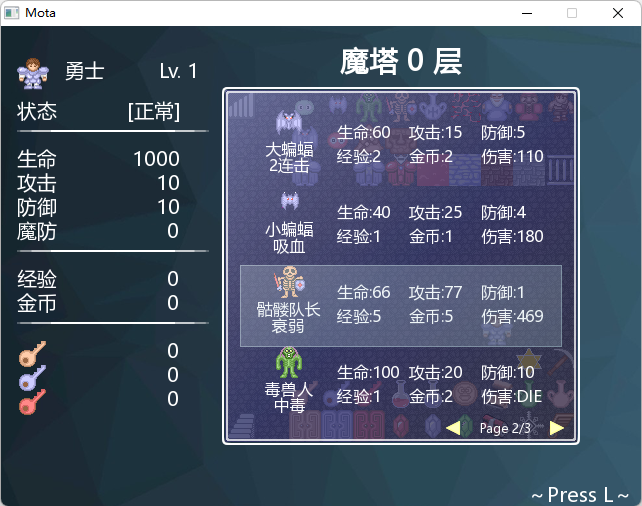 Mota
勇士 Lv. 1
状态 [正常]
生命 1000
攻击 10
防御 10
魔防 0
经验 0
金币 0
0
0
0
魔塔 0 层
大蝙蝠
2连击
生命:60 攻击:15 防御:5
经验:2 金币:2 伤害:110
小蝙蝠
吸血
生命:40 攻击:25 防御:4
经验:1 金币:1 伤害:180
骷髅队长
衰弱
生命:66 攻击:77 防御:1
经验:5 金币:5 伤害:469
毒兽人
中毒
生命:100 攻击:20 防御:10
经验:1 金币:2 伤害:DIE
Page 2/3
~ Press L ~